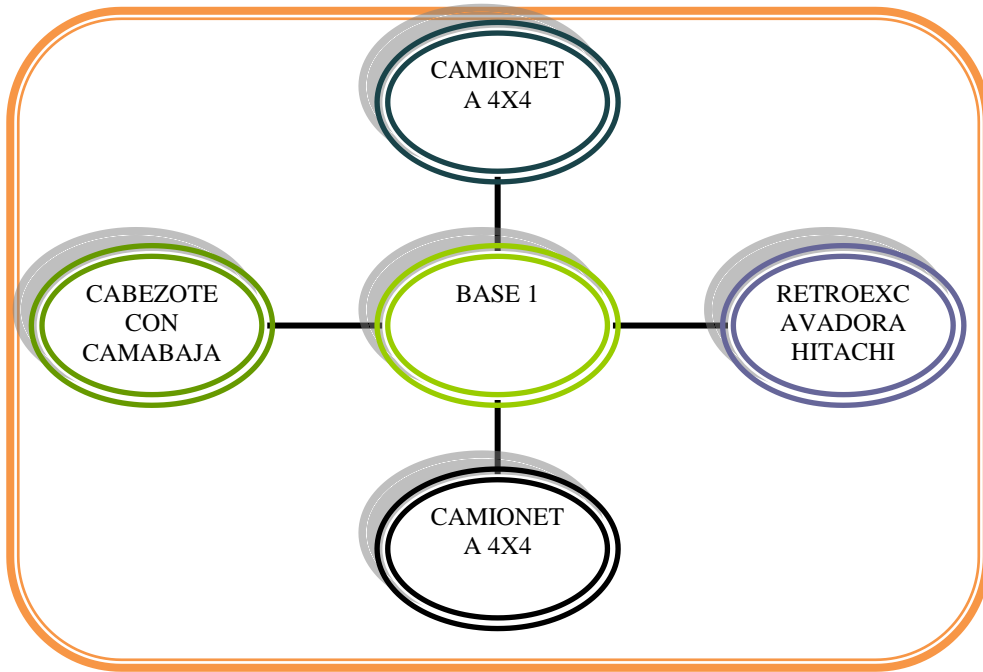 CAMIONET
A 4X4
CABEZOTE
CON
CAMABAJA
BASE 1
RETROEXC
AVADORA
HITACHI
CAMIONET
A 4X4